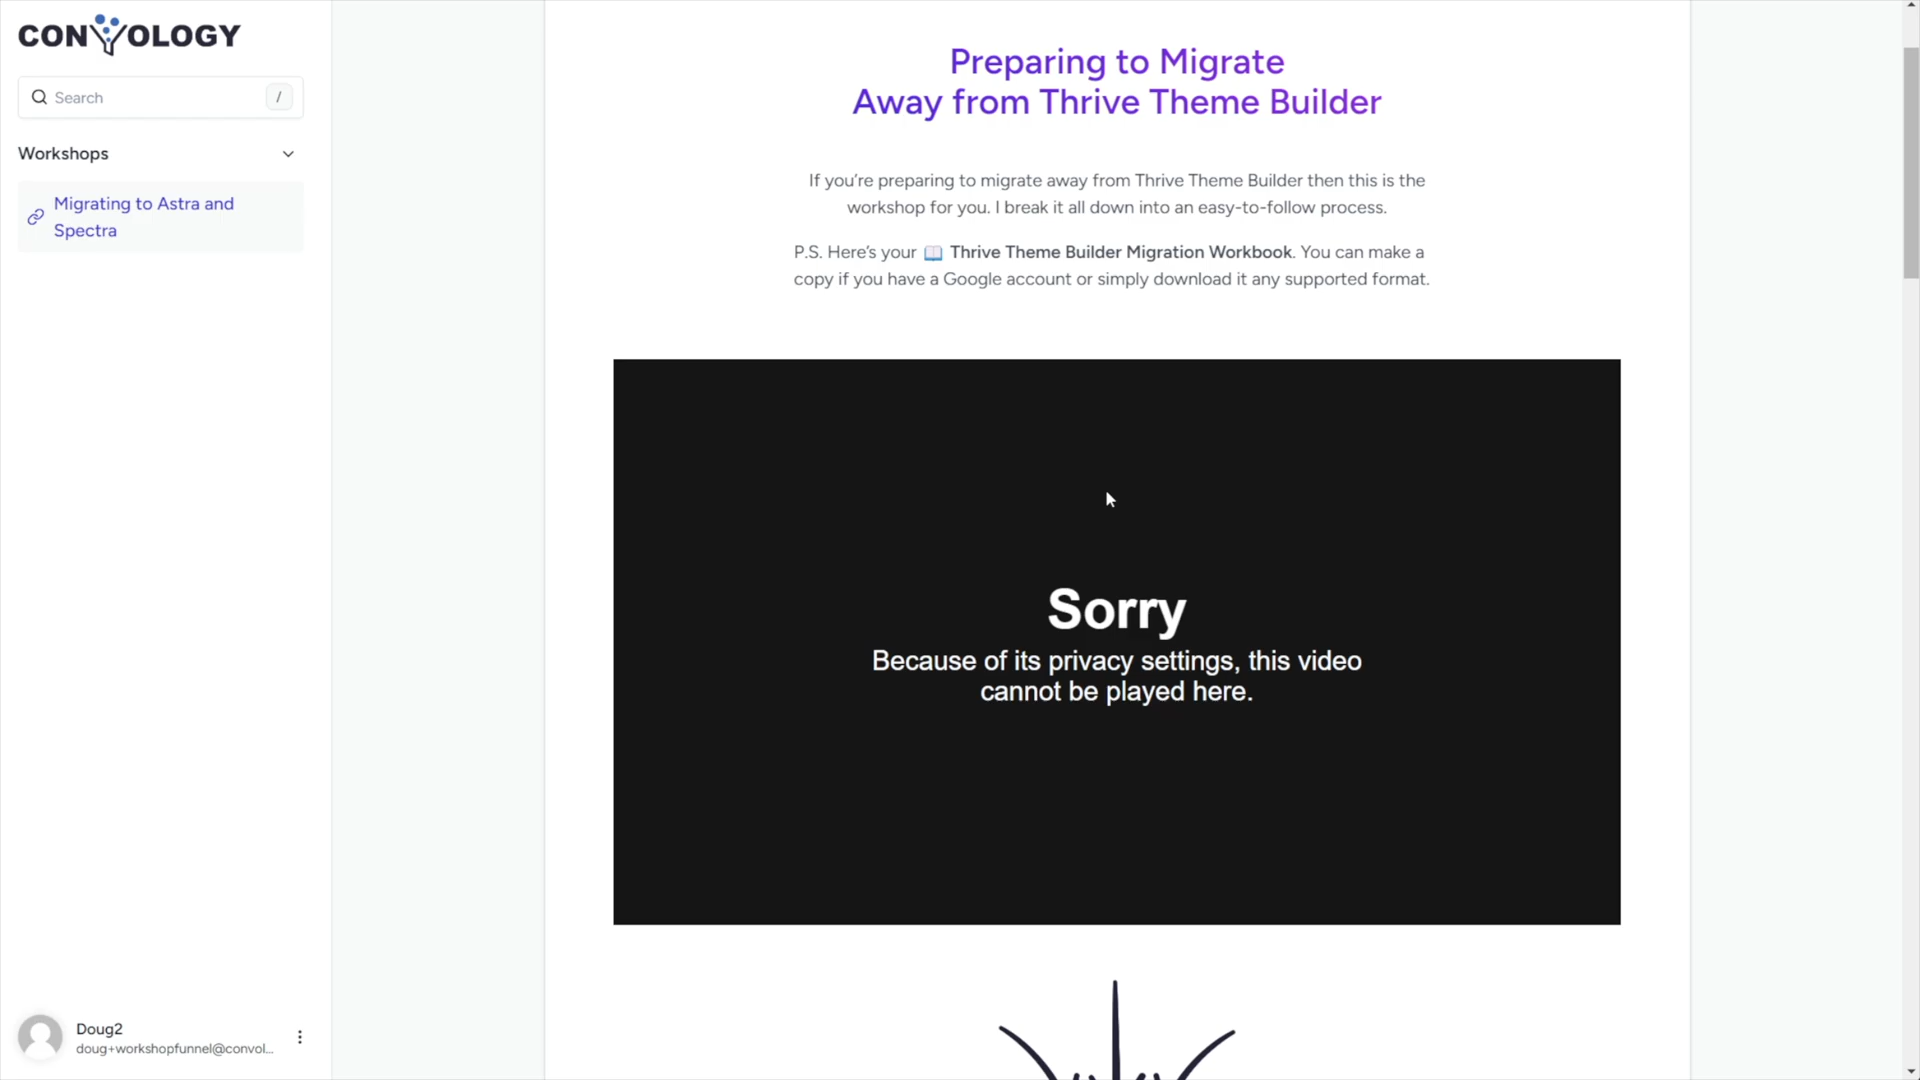 CONVOLOGY
Search
/
Workshops
Migrating to Astra and
Spectra
Preparing to Migrate
Away from Thrive Theme Builder
If you’re preparing to migrate away from Thrive Theme Builder then this is the
workshop for you. I break it all down into an easy-to-follow process.
P.S. Here’s your 📖 Thrive Theme Builder Migration Workbook. You can make a
copy if you have a Google account or simply download it any supported format.
Sorry
Because of its privacy settings, this video
cannot be played here.
Doug2
doug+workshopfunnel@convol...